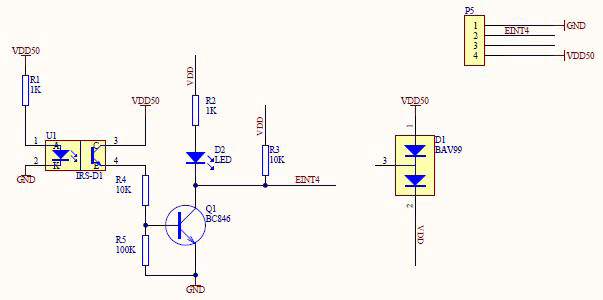 P5
1
GND
2
EINT4
3
4
VDD50
VDD50
R1
1K
U1
1
A
C
3
2
K
E
4
IRS-D1
GND
VDD50
VDD
R2
1K
D2
LED
VDD
R3
10K
EINT4
R4
10K
Q1
BC846
R5
100K
GND
VDD50
1
D1
BAV99
3
2
VDD